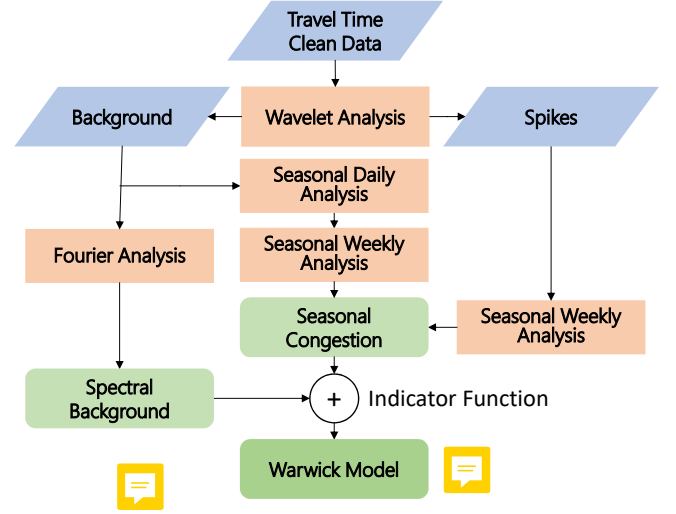 Travel Time
Clean Data
Background
Wavelet Analysis
Spikes
Seasonal Daily
Analysis
Fourier Analysis
Seasonal Weekly
Analysis
Seasonal
Congestion
Seasonal Weekly
Analysis
Spectral
Background
+
Indicator Function
Warwick Model